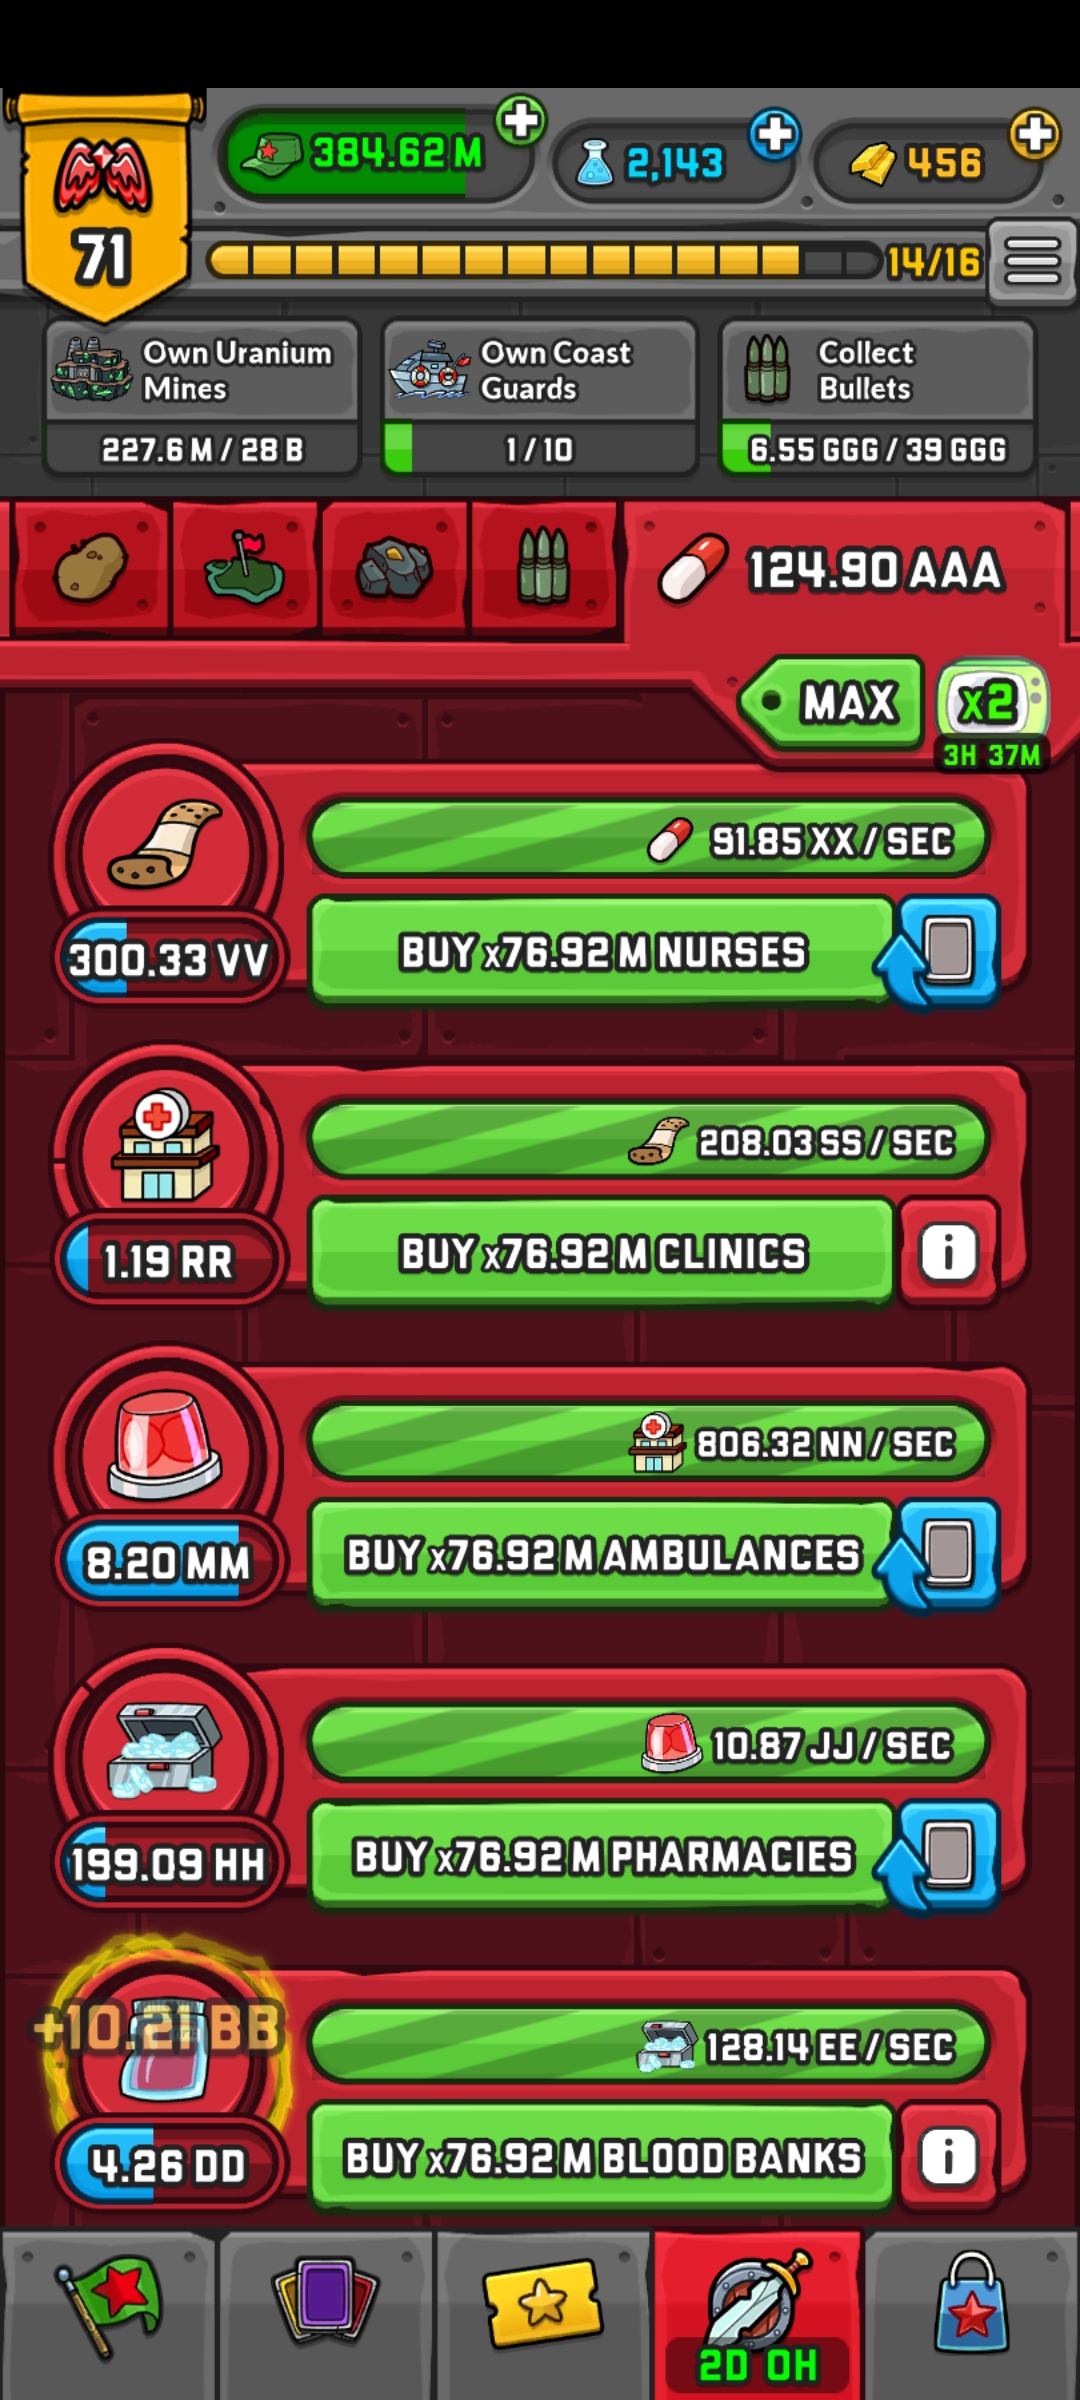 384.62 M
2,143
456
71
14/16
Own Uranium
Mines
227.6 M / 28 B
Own Coast
Guards
1 / 10
Collect
Bullets
6.55 GGG / 39 GGG
124.90 AAA
MAX
x2
3H 37M
91.85 XX / SEC
300.33 VV
BUY x76.92 M NURSES
208.03 SS / SEC
1.19 RR
BUY x76.92 M CLINICS
i
806.32 NN / SEC
8.20 MM
BUY x76.92 M AMBULANCES
10.87 JJ / SEC
199.09 HH
BUY x76.92 M PHARMACIES
+10.21 BB
128.14 EE / SEC
4.26 DD
BUY x76.92 M BLOOD BANKS
i
2D 0H